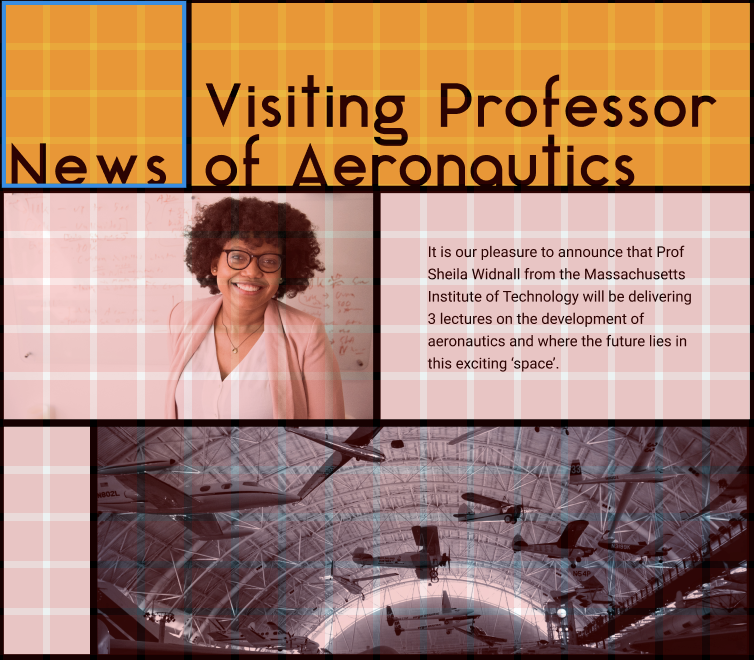 News
Visiting Professor
of Aeronautics
It is our pleasure to announce that Prof
Sheila Widnall from the Massachusetts
Institute of Technology will be delivering
3 lectures on the development of
aeronautics and where the future lies in
this exciting ‘space’.